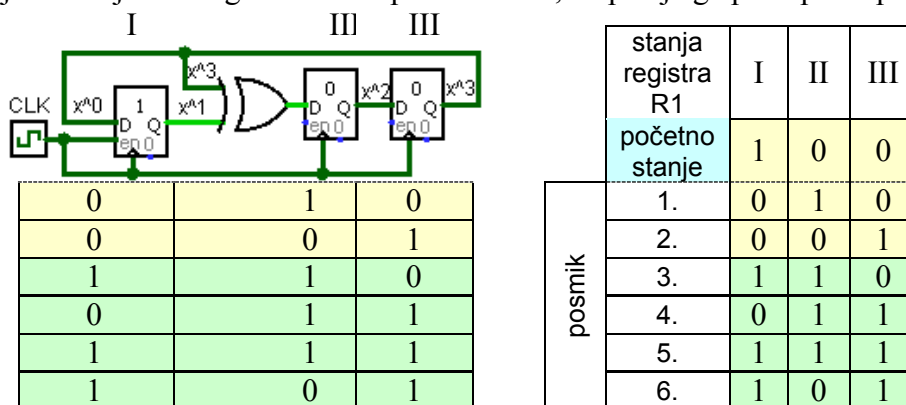 I III III
x^3
CLK x^0 1 x^1 0 x^2 0 x^3
D Q D Q D Q
en 0 en 0 en 0
0 1 0
0 0 1
1 1 0
0 1 1
1 1 1
1 0 1
stanja registra R1 I II III
početno stanje 1 0 0
posmik
1. 0 1 0
2. 0 0 1
3. 1 1 0
4. 0 1 1
5. 1 1 1
6. 1 0 1